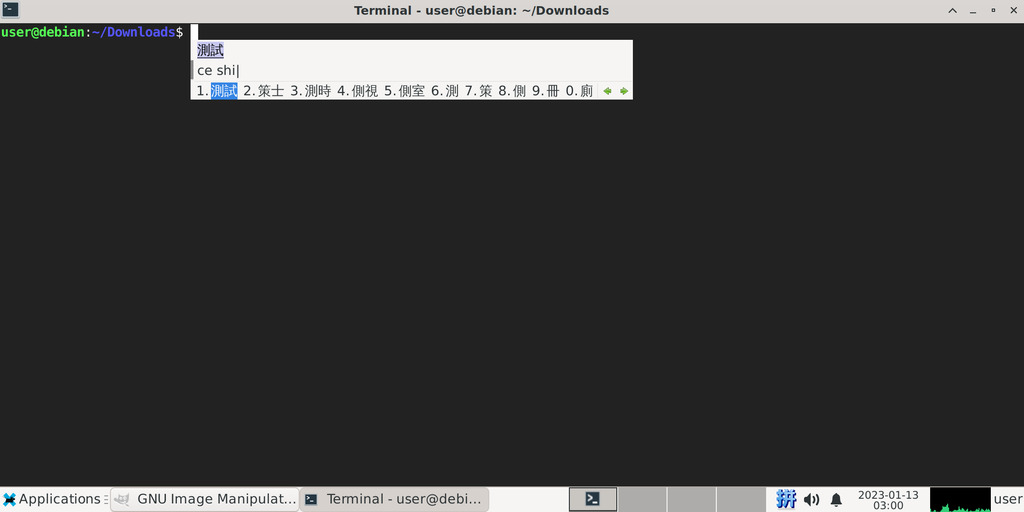 Terminal - user@debian: ~/Downloads
user@debian:~/Downloads$
測試
ce shi
1.測試 2.策士 3.測時 4.側視 5.側室 6.測 7.策 8.側 9.冊 0.廁
Applications GNU Image Manipulat... Terminal - user@debi... 拼 2023-01-13 user
03:00